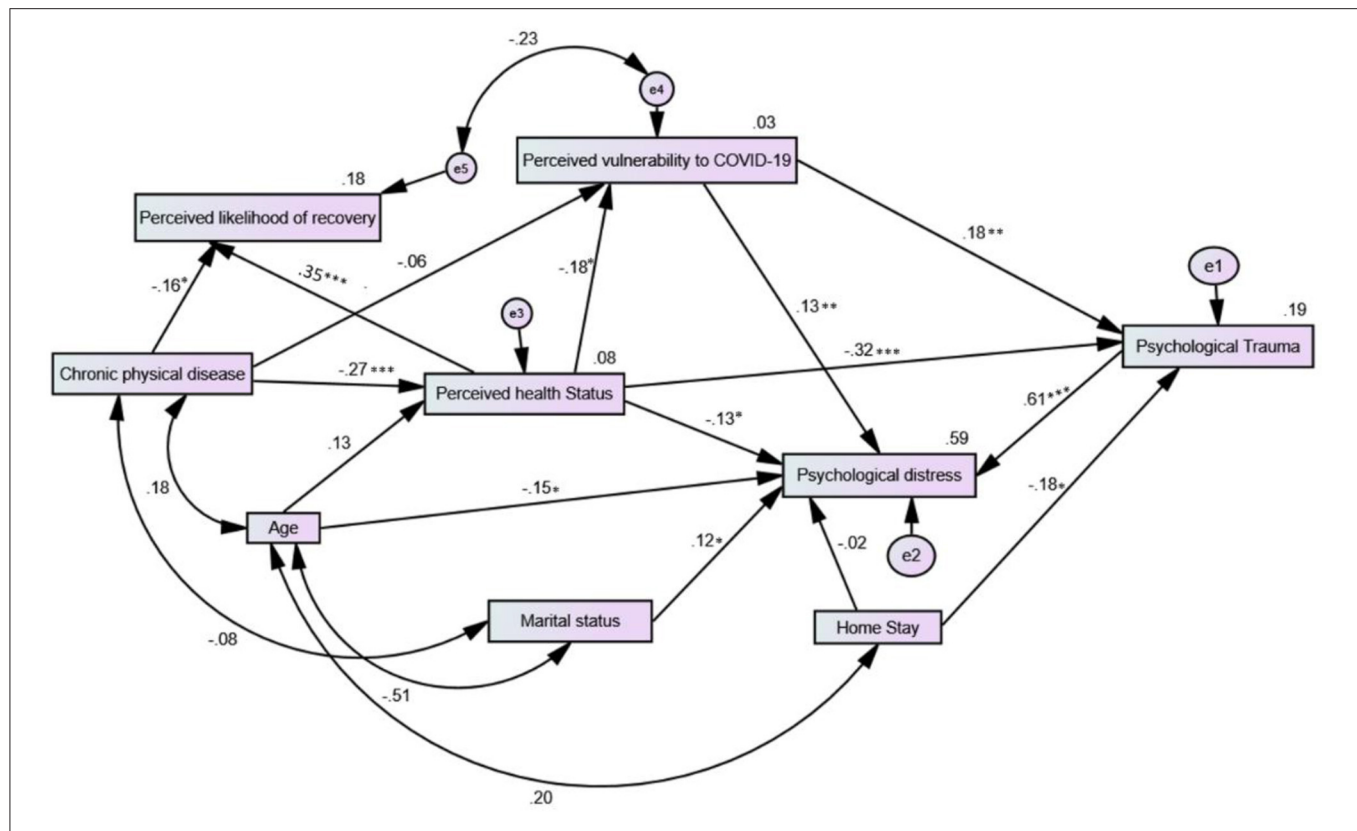 -.23
e4
.03
Perceived vulnerability to COVID-19
e5
.18
Perceived likelihood of recovery
.18**
-.06
e1
-.16*
.35***
-.18*
.19
e3
.13**
Psychological Trauma
-.32***
.08
Chronic physical disease
-.27***
Perceived health Status
.61***
-.13*
.59
.13
Psychological distress
.18
-.15*
-.18*
Age
.12*
-.02
e2
Marital status
Home Stay
-.08
-.51
.20